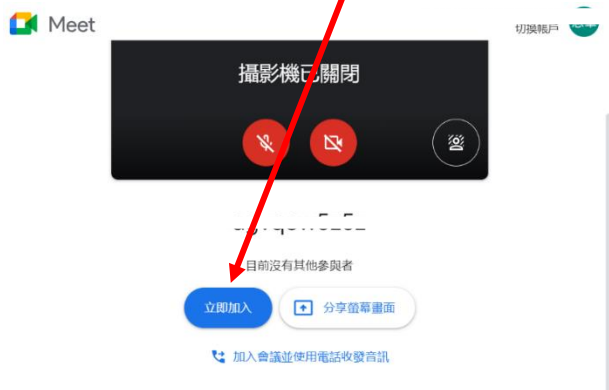 Meet
切換帳戶
攝影機已關閉
目前沒有其他參與者
立即加入
分享螢幕畫面
加入會議並使用電話收發音訊